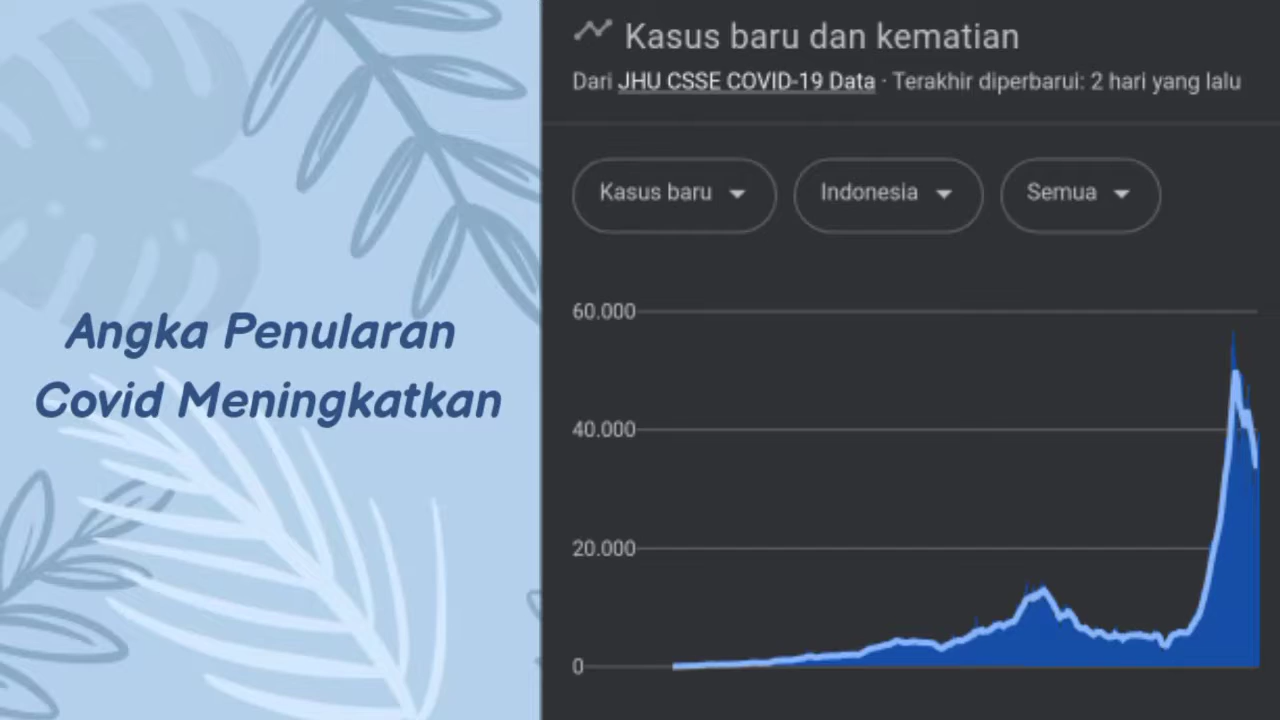 Angka Penularan
Covid Meningkatkan
Kasus baru dan kematian
Dari JHU CSSE COVID-19 Data · Terakhir diperbarui: 2 hari yang lalu
Kasus baru
Indonesia
Semua
60.000
40.000
20.000
0